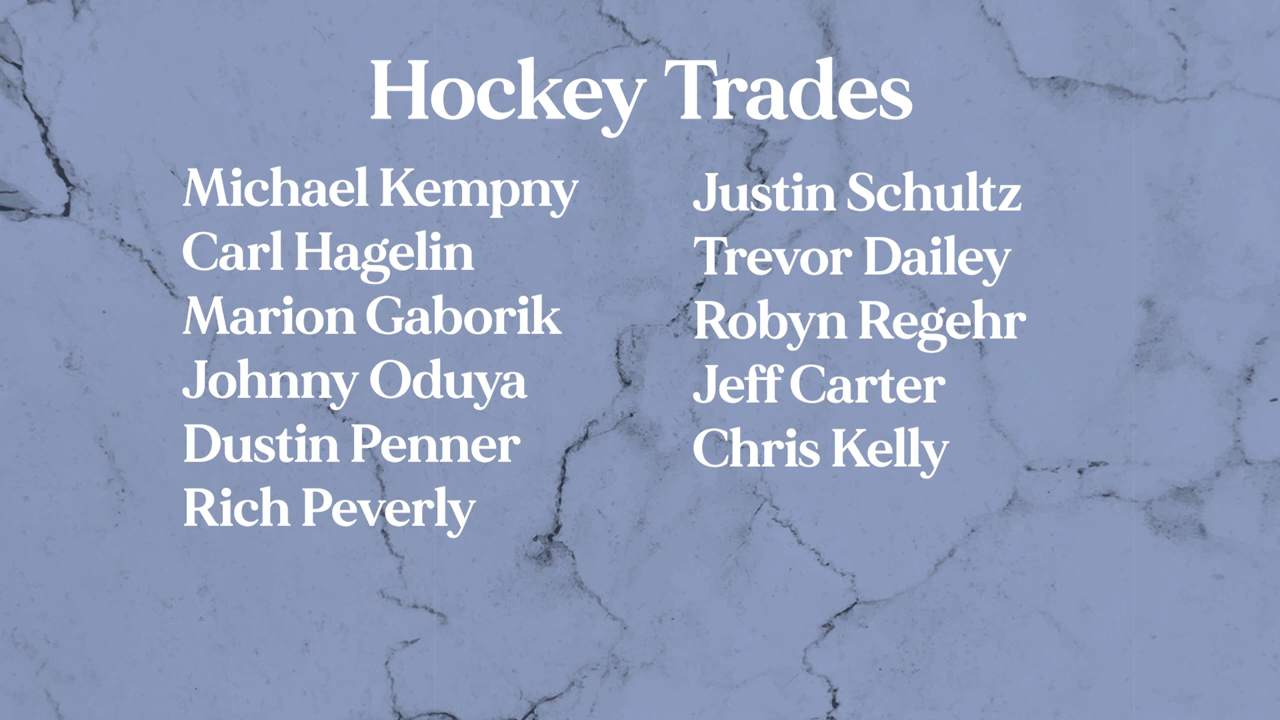 Hockey Trades
Michael Kempny
Carl Hagelin
Marion Gaborik
Johnny Oduya
Dustin Penner
Rich Peverly
Justin Schultz
Trevor Dailey
Robyn Regehr
Jeff Carter
Chris Kelly